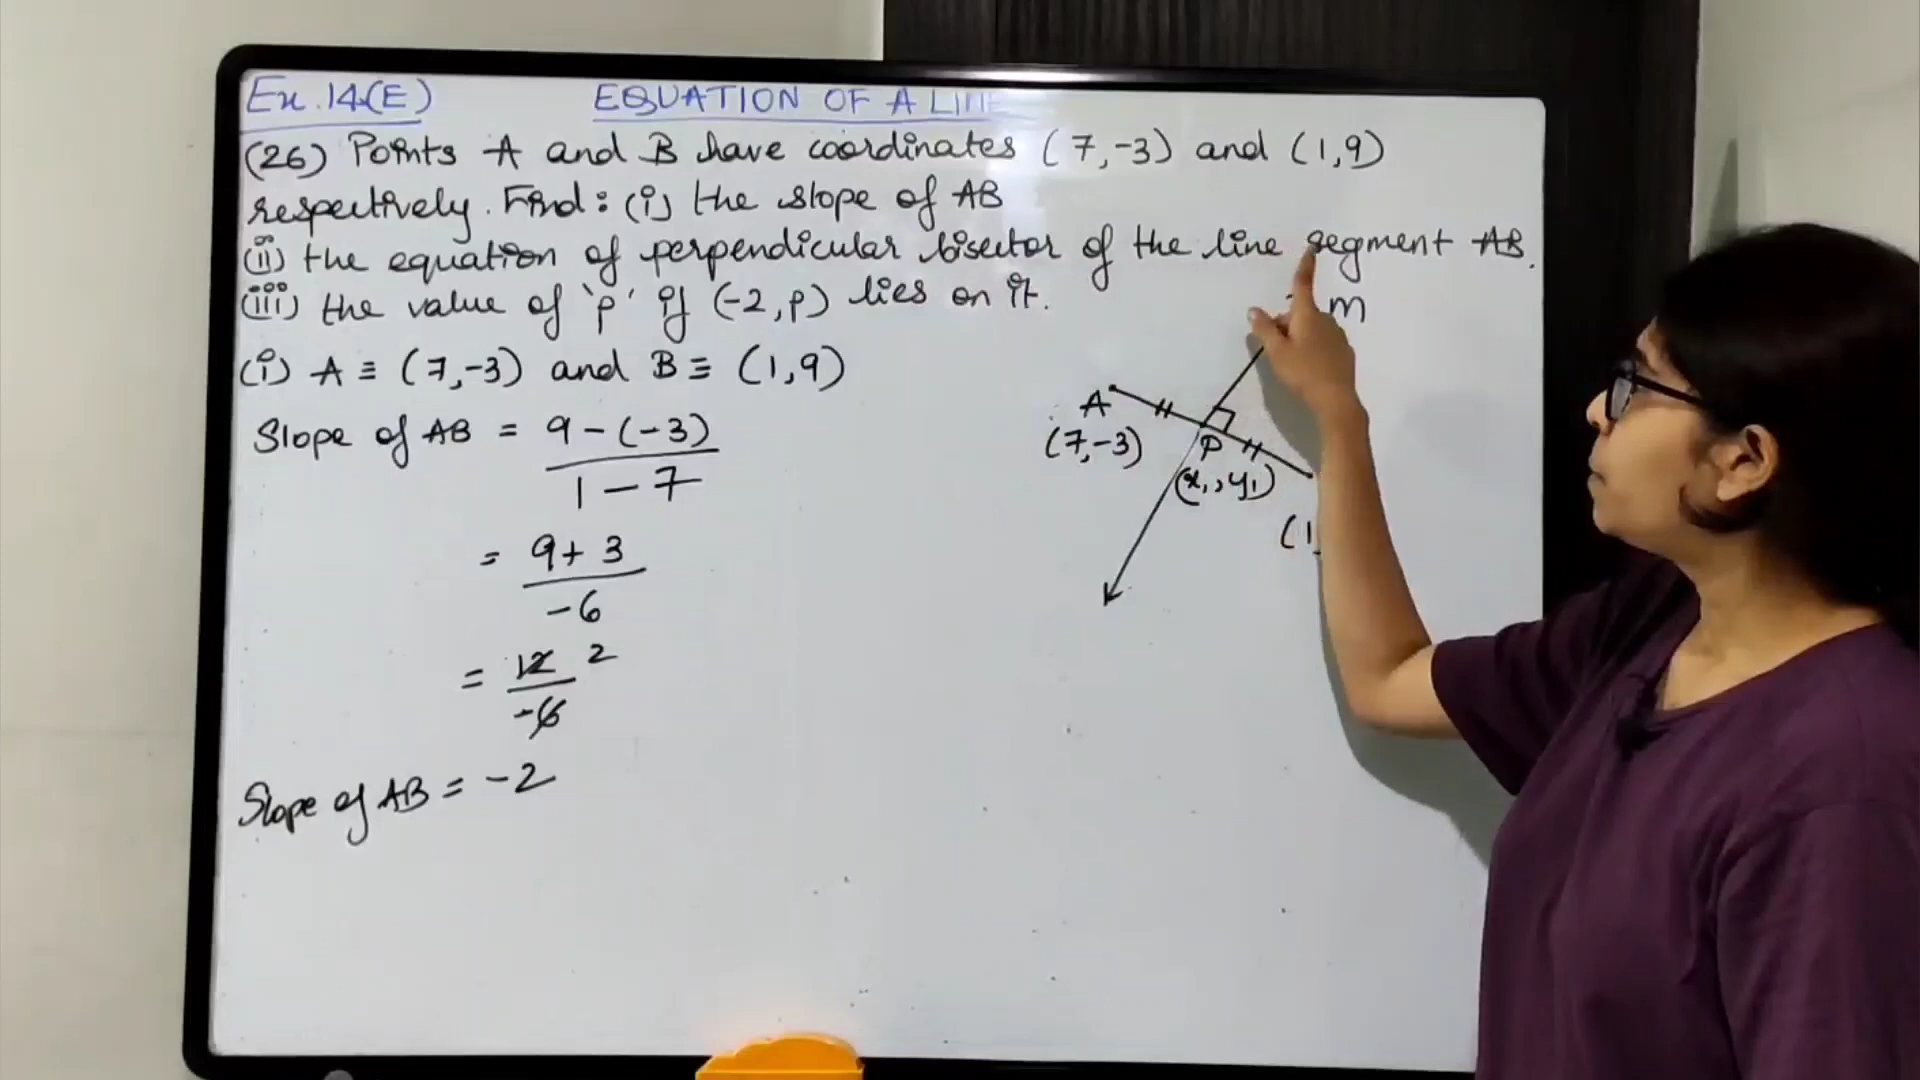 Ex.14(E) EQUATION OF A LINE
(26) Points A and B have coordinates (7,-3) and (1,9)
respectively. Find: (i) the slope of AB
(ii) the equation of perpendicular bisector of the line segment AB.
(iii) the value of 'p' if (-2,p) lies on it.
m
(i) A ≡ (7,-3) and B ≡ (1,9)
A
(7,-3)
P
(x₁,y₁)
(1,
Slope of AB = 9-(-3)
1-7
= 9+3
-6
= 12 2
-6
Slope of AB = -2